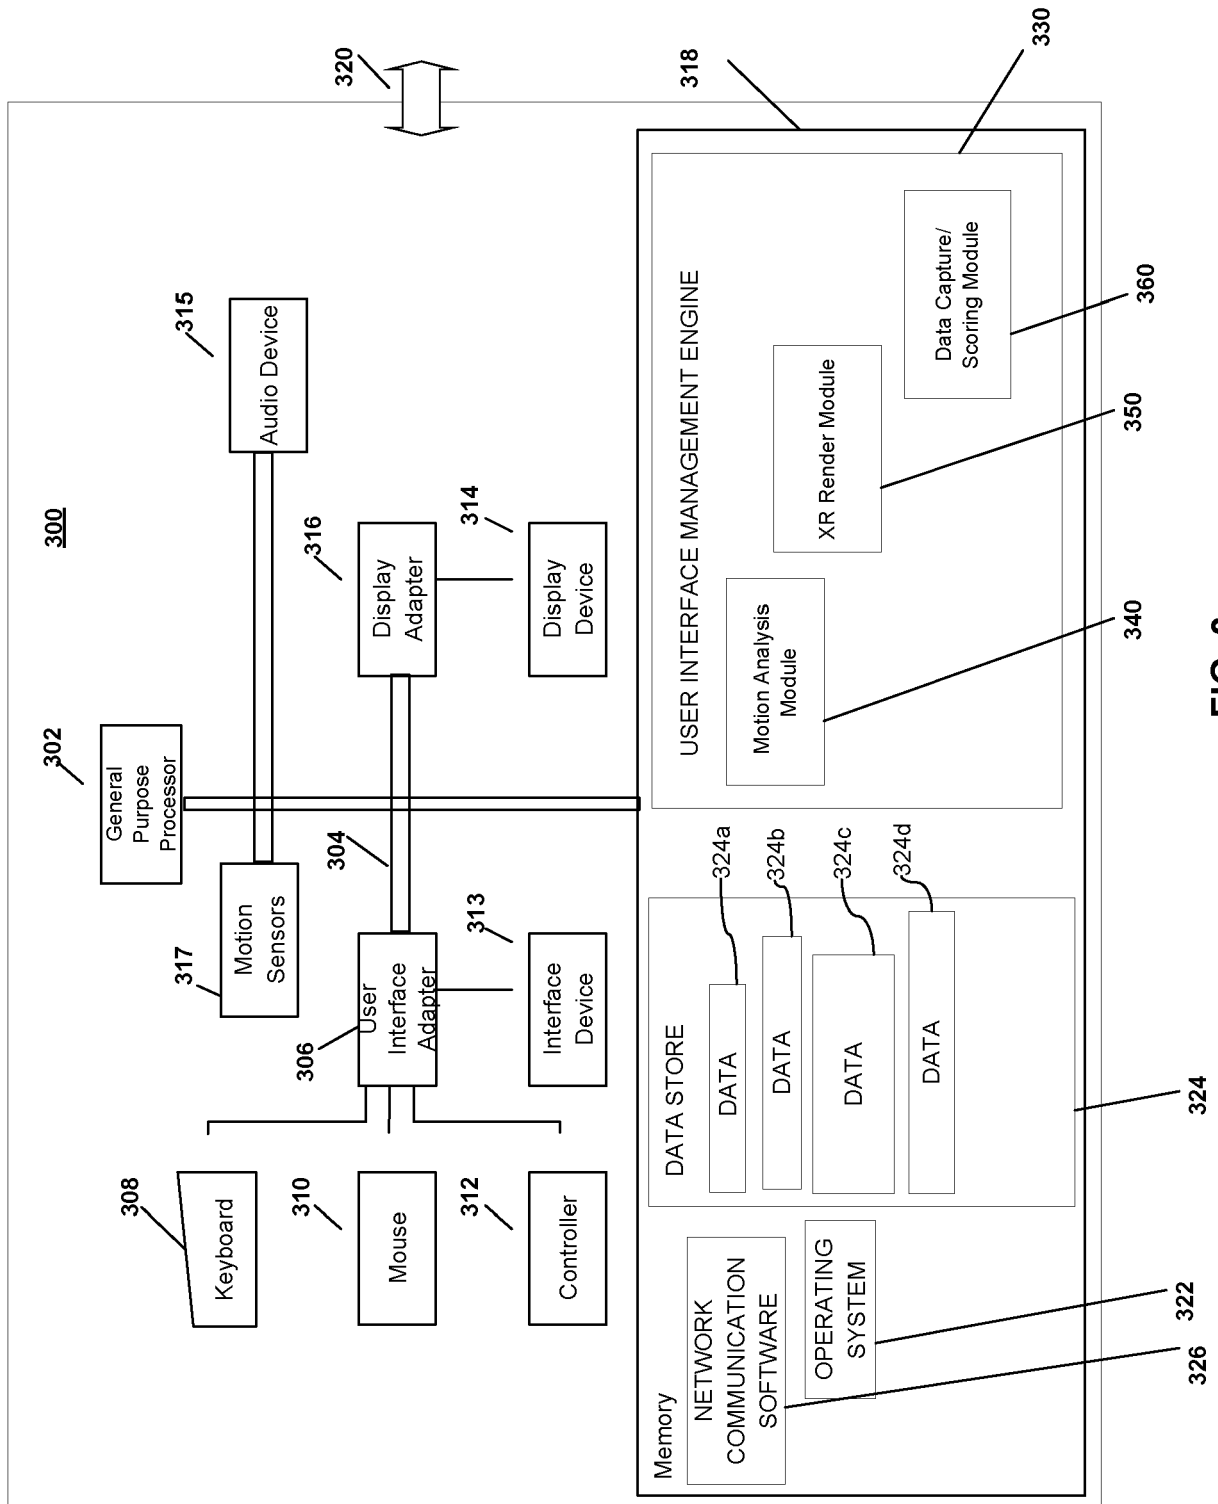 300
302
General
Purpose
Processor
317
Motion
Sensors
315
Audio Device
308
Keyboard
310
Mouse
312
Controller
306
User
Interface
Adapter
304
313
Interface
Device
316
Display
Adapter
314
Display
Device
320
318
Memory
NETWORK
COMMUNICATION
SOFTWARE
OPERATING
SYSTEM
DATA STORE
DATA
324a
DATA
324b
DATA
324c
DATA
324d
USER INTERFACE MANAGEMENT ENGINE
Motion Analysis
Module
XR Render Module
Data Capture/
Scoring Module
330
340
350
360
326
322
324
FIG.